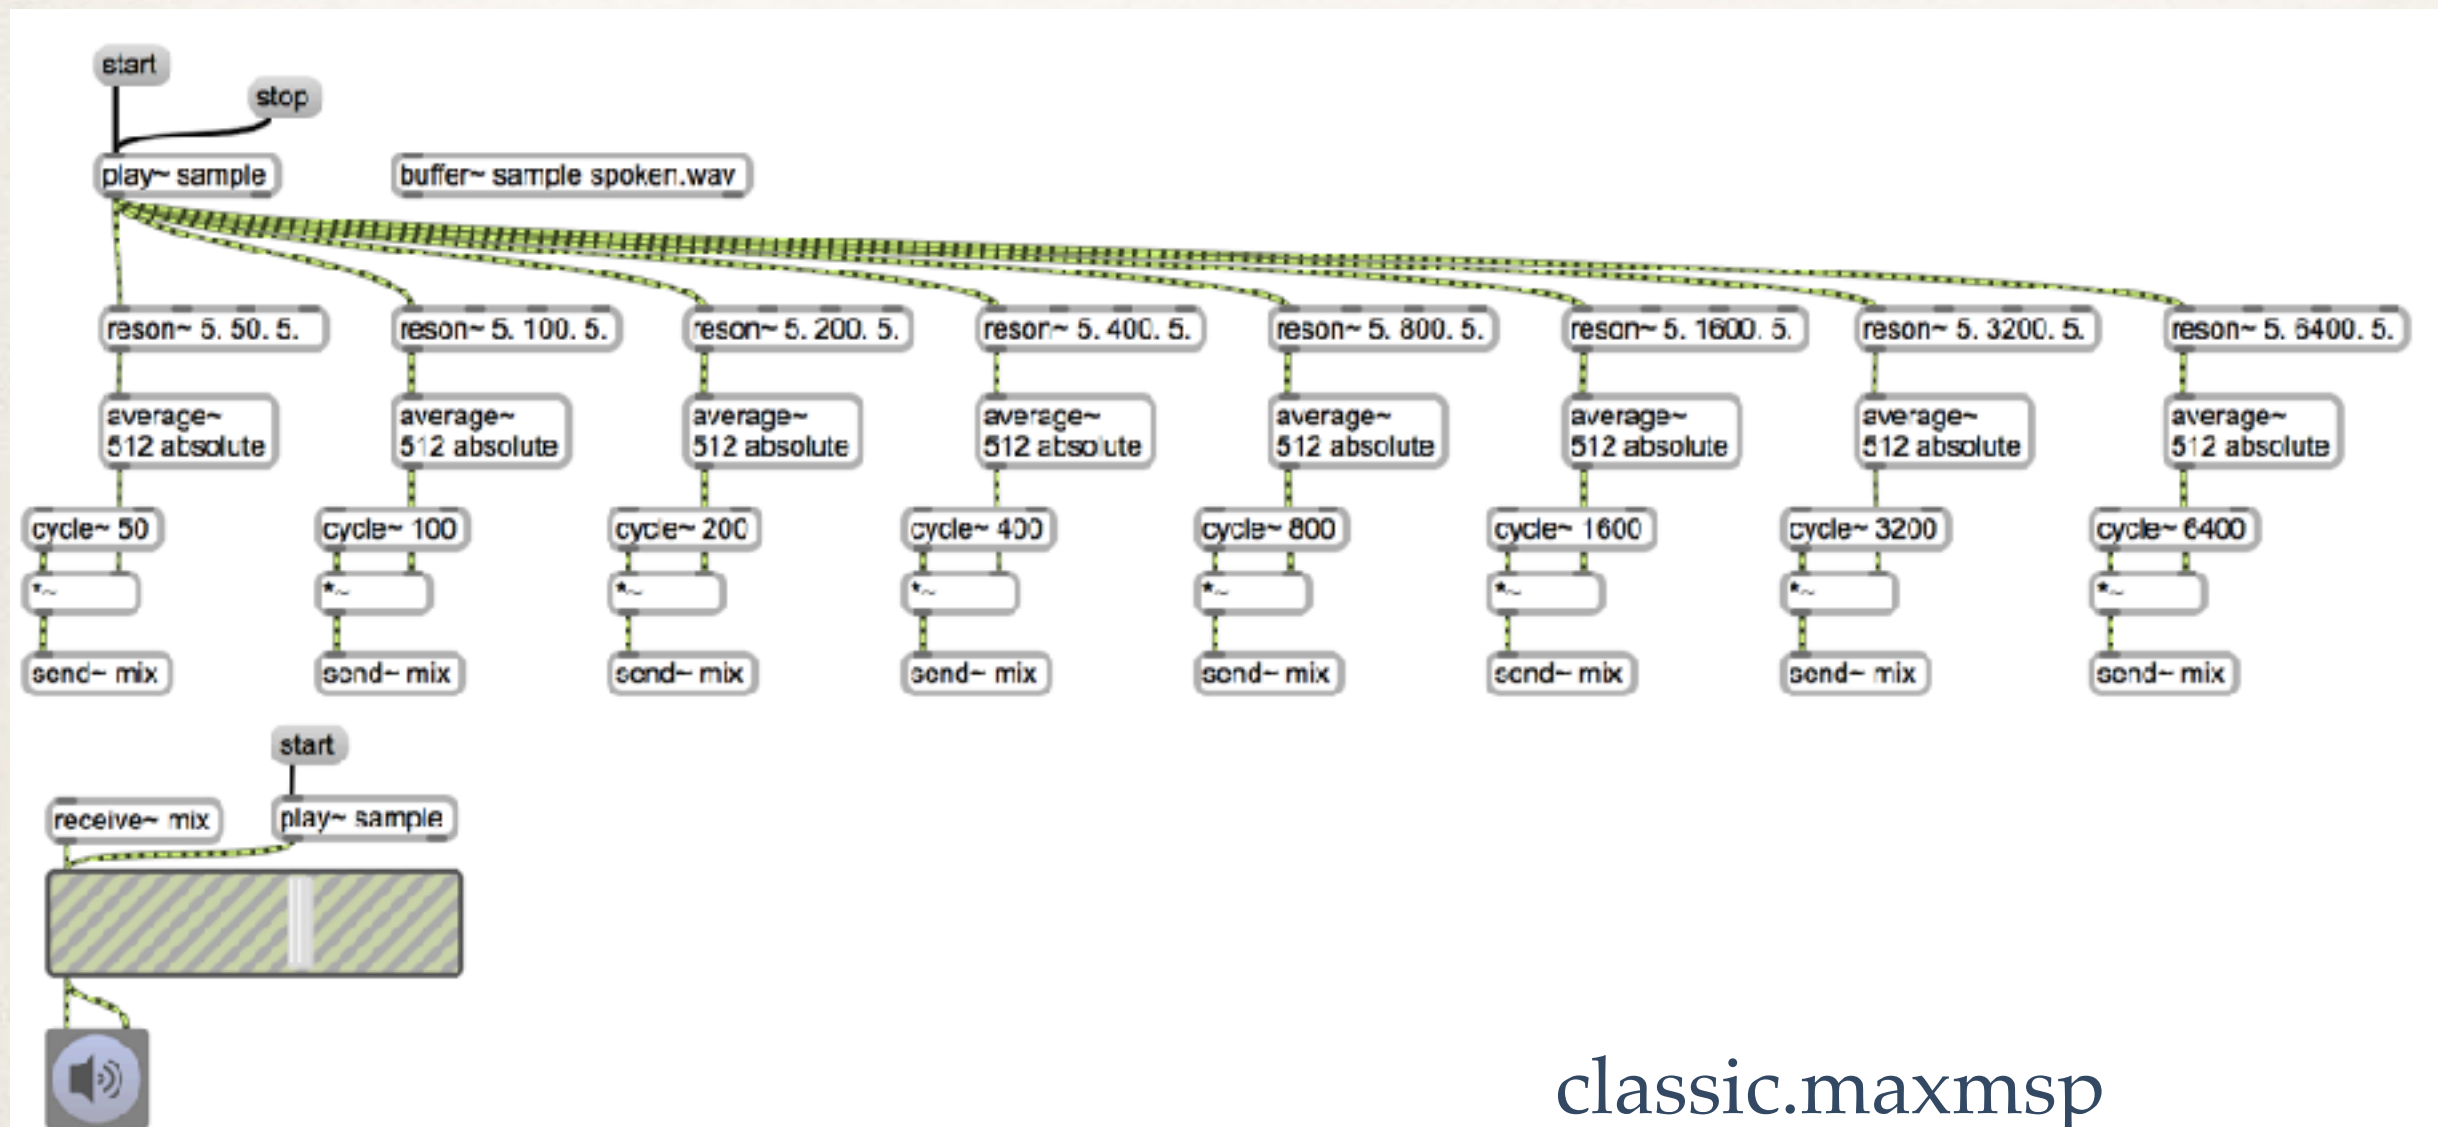 start
stop
play~ sample
buffer~ sample spoken.wav
reson~ 5. 50. 5.
reson~ 5. 100. 5.
reson~ 5. 200. 5.
reson~ 5. 400. 5.
reson~ 5. 800. 5.
reson~ 5. 1600. 5.
reson~ 5. 3200. 5.
reson~ 5. 6400. 5.
average~
512 absolute
average~
512 absolute
average~
512 absolute
average~
512 absolute
average~
512 absolute
average~
512 absolute
average~
512 absolute
average~
512 absolute
cycle~ 50
cycle~ 100
cycle~ 200
cycle~ 400
cycle~ 800
cycle~ 1600
cycle~ 3200
cycle~ 6400
*~
*~
*~
*~
*~
*~
*~
*~
send~ mix
send~ mix
send~ mix
send~ mix
send~ mix
send~ mix
send~ mix
send~ mix
start
receive~ mix
play~ sample
classic.maxmsp